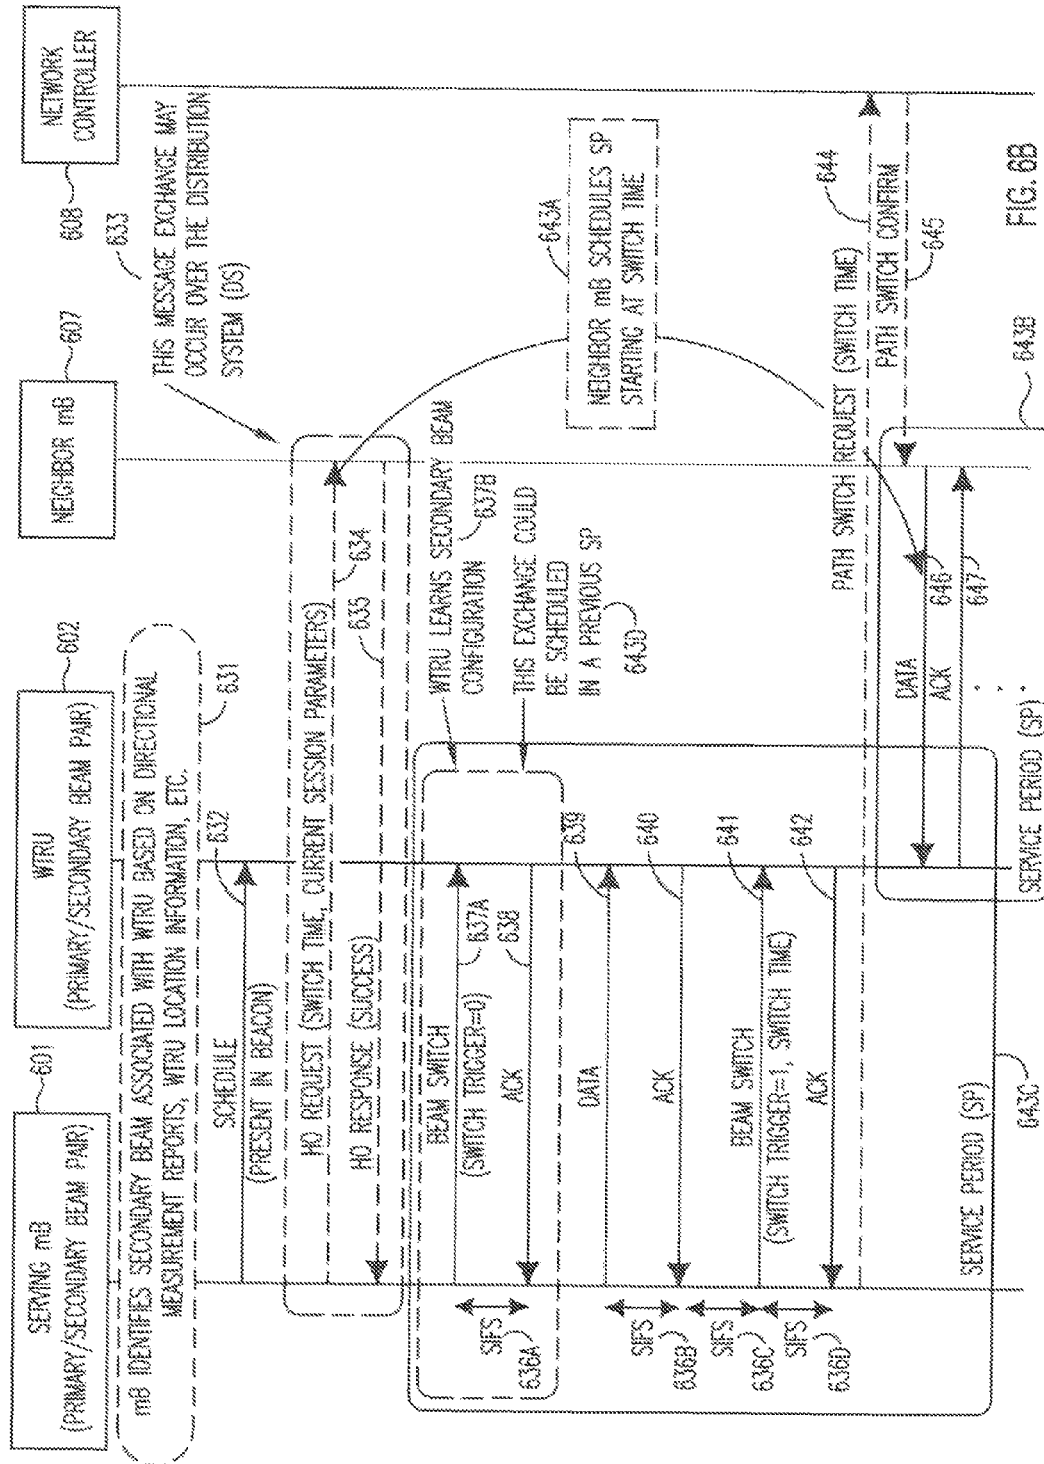 SERVING mB
(PRIMARY/SECONDARY BEAM PAIR)
601
WTRU
(PRIMARY/SECONDARY BEAM PAIR)
602
NEIGHBOR mB
607
NETWORK
CONTROLLER
608
mB IDENTIFIES SECONDARY BEAM ASSOCIATED WITH WTRU BASED ON DIRECTIONAL
MEASUREMENT REPORTS, WTRU LOCATION INFORMATION, ETC.
631
633
THIS MESSAGE EXCHANGE MAY
OCCUR OVER THE DISTRIBUTION
SYSTEM (DS)
SCHEDULE
632
(PRESENT IN BEACON)
HO REQUEST (SWITCH TIME, CURRENT SESSION PARAMETERS)
634
HO RESPONSE (SUCCESS)
635
WTRU LEARNS SECONDARY BEAM
CONFIGURATION
637B
BEAM SWITCH
637A
(SWITCH TRIGGER=0)
638
ACK
SIFS
636A
THIS EXCHANGE COULD
BE SCHEDULED
IN A PREVIOUS SP
643D
643A
NEIGHBOR mB SCHEDULES SP
STARTING AT SWITCH TIME
DATA
639
SIFS
636B
ACK
640
SIFS
636C
BEAM SWITCH
641
(SWITCH TRIGGER=1, SWITCH TIME)
SIFS
636D
ACK
642
PATH SWITCH REQUEST (SWITCH TIME)
644
PATH SWITCH CONFIRM
645
DATA
646
ACK
647
SERVICE PERIOD (SP)
643C
SERVICE PERIOD (SP)
643B
FIG. 6B